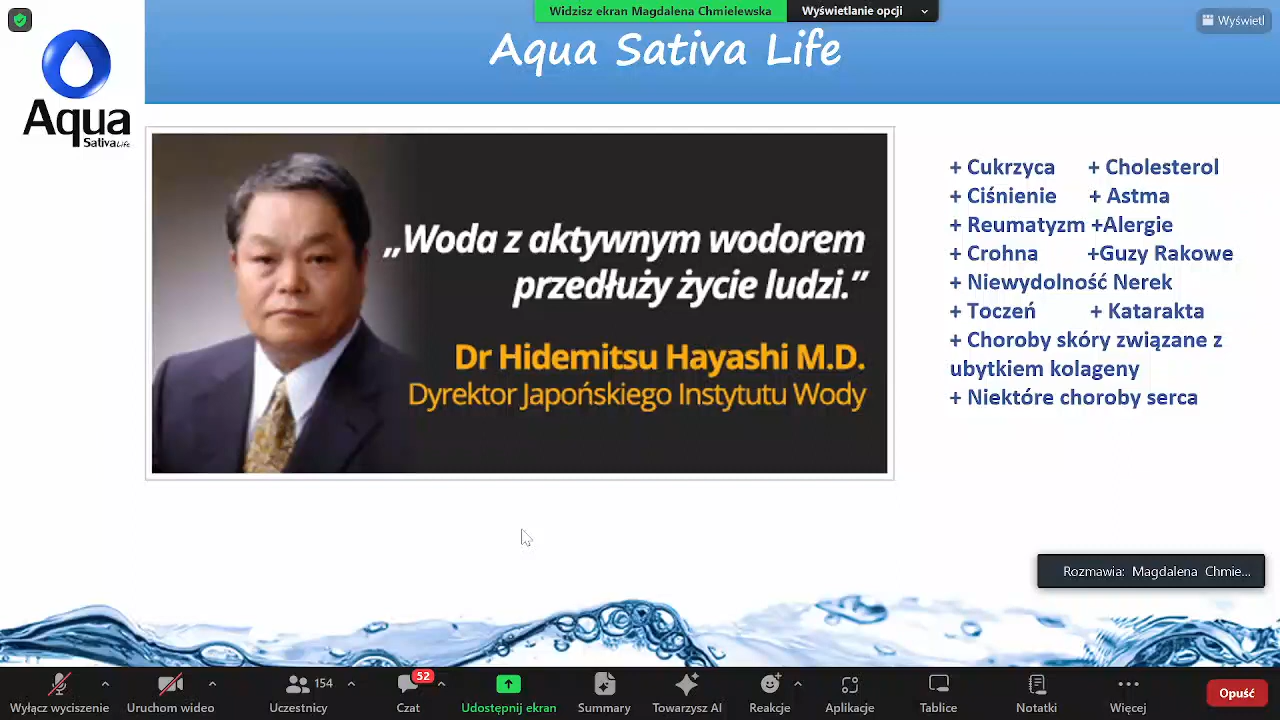 Widzisz ekran Magdalena Chmielewska
Wyświetlanie opcji
Wyświetl
Aqua Sativa Life
Aqua
Sativa Life
„Woda z aktywnym wodorem
przedłuży życie ludzi.”
Dr Hidemitsu Hayashi M.D.
Dyrektor Japońskiego Instytutu Wody
+ Cukrzyca + Cholesterol
+ Ciśnienie + Astma
+ Reumatyzm +Alergie
+ Crohna +Guzy Rakowe
+ Niewydolność Nerek
+ Toczeń + Katarakta
+ Choroby skóry związane z
ubytkiem kolageny
+ Niektóre choroby serca
Rozmawia: Magdalena Chmie...
52
154
Wyłącz wyciszenie
Uruchom wideo
Uczestnicy
Czat
Udostępnij ekran
Summary
Towarzysz AI
Reakcje
Aplikacje
Tablice
Notatki
Więcej
Opuść